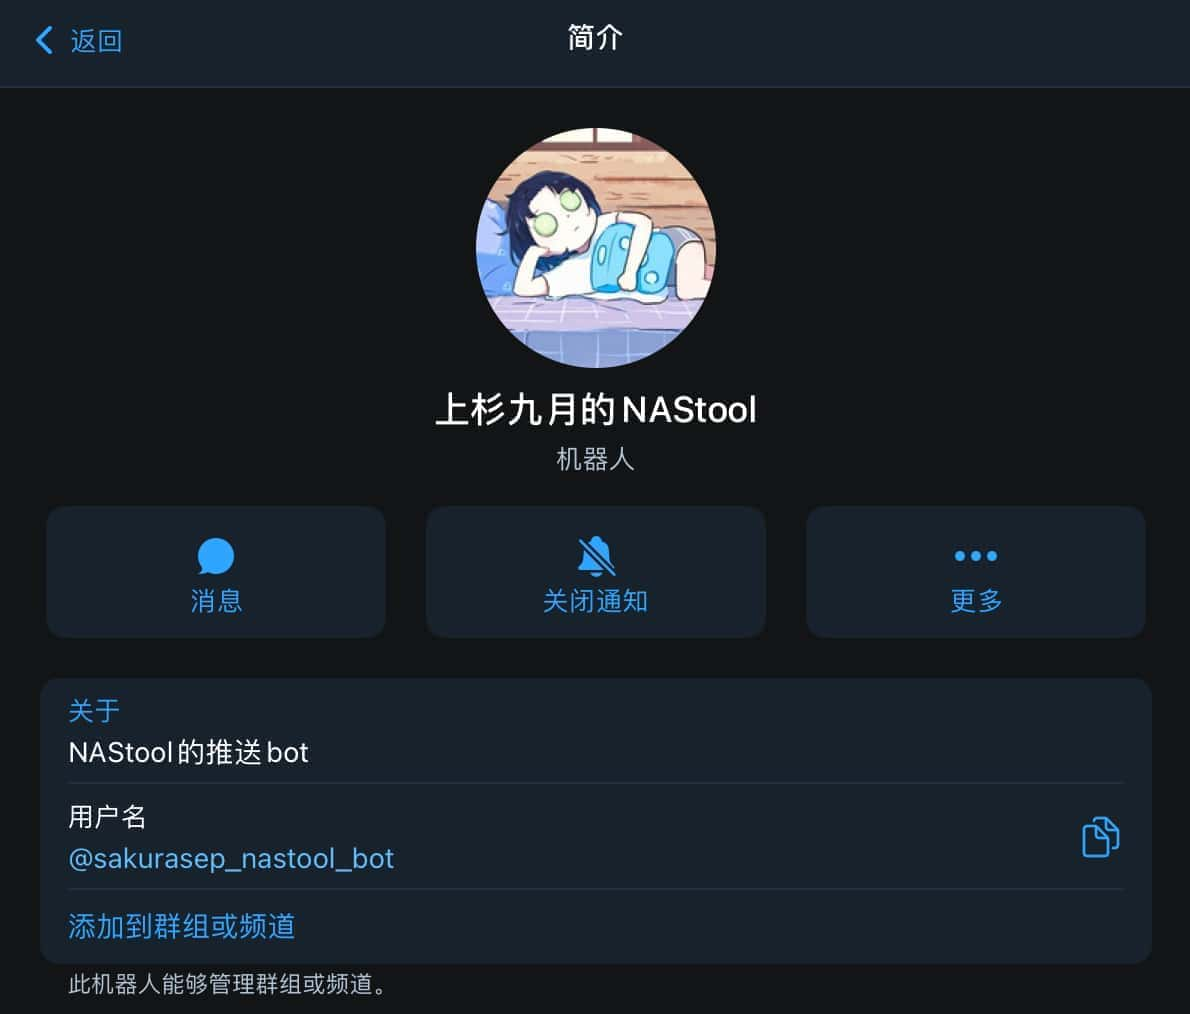 返回
简介
上杉九月的NAStool
机器人
消息
关闭通知
更多
关于
NAStool的推送bot
用户名
@sakurasep_nastool_bot
添加到群组或频道
此机器人能够管理群组或频道。